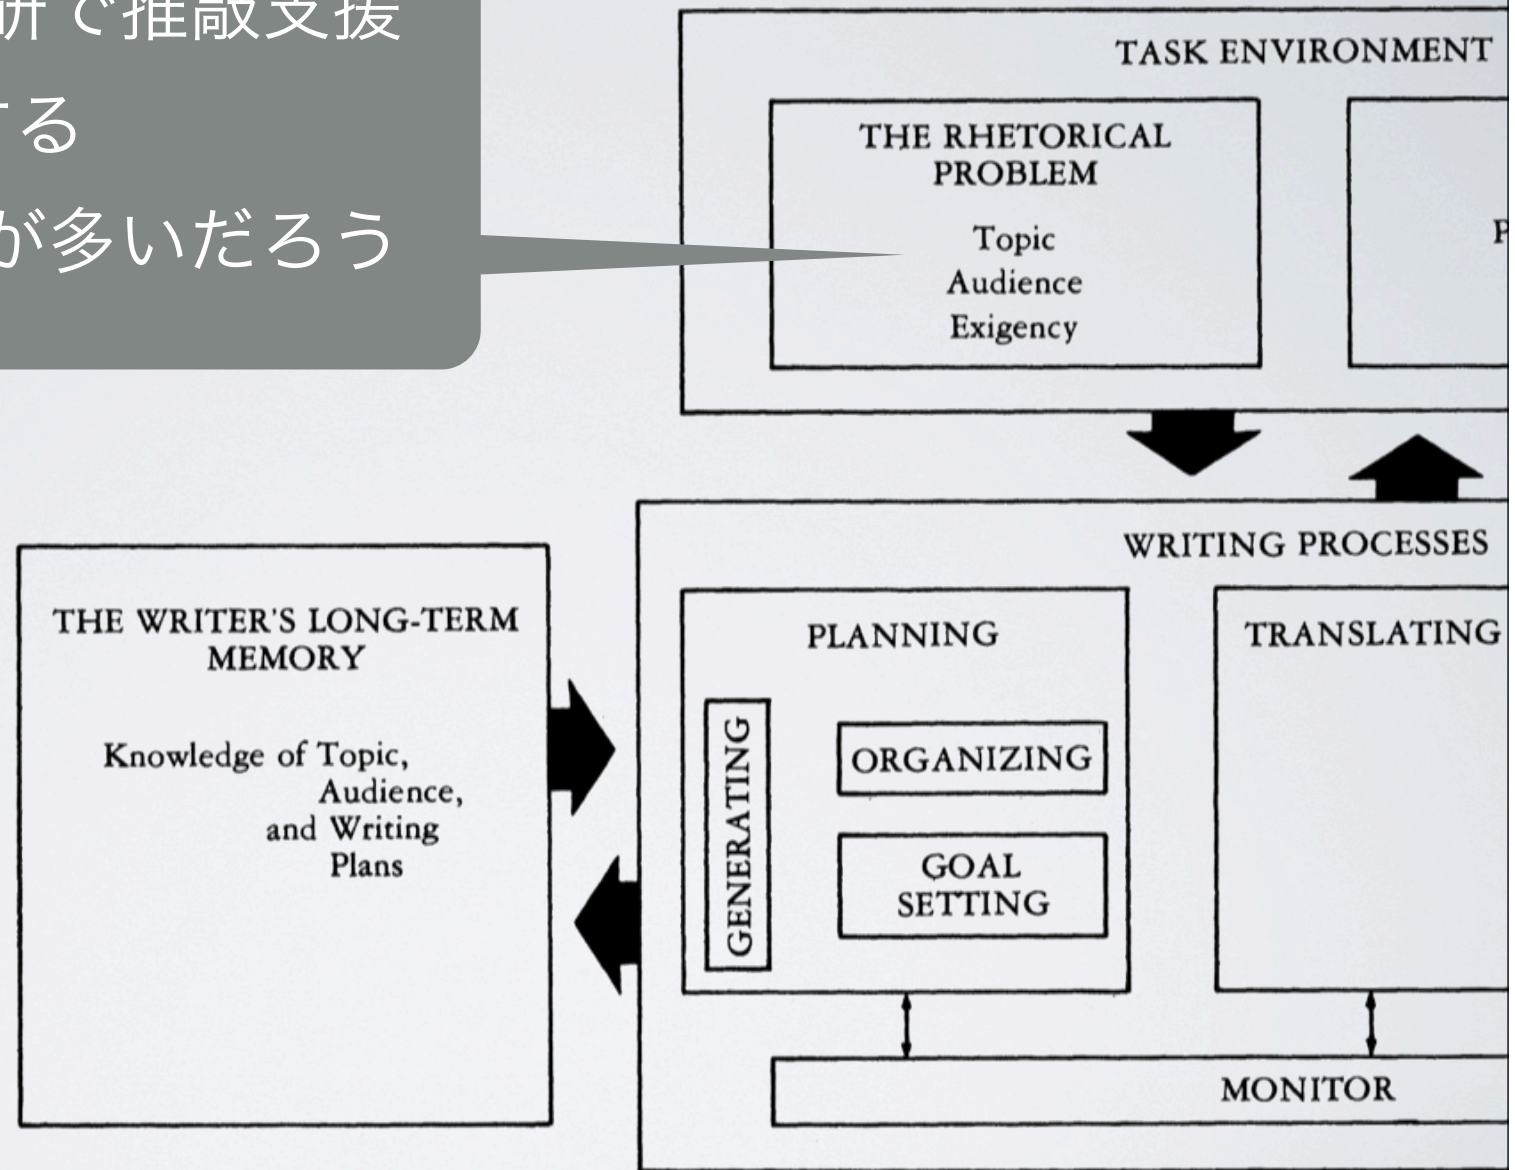 研で推敲支援
する
が多いだろう
TASK ENVIRONMENT
THE RHETORICAL
PROBLEM
Topic
Audience
Exigency
P
WRITING PROCESSES
THE WRITER'S LONG-TERM
MEMORY
Knowledge of Topic,
Audience,
and Writing
Plans
PLANNING
GENERATING
ORGANIZING
GOAL
SETTING
TRANSLATING
MONITOR